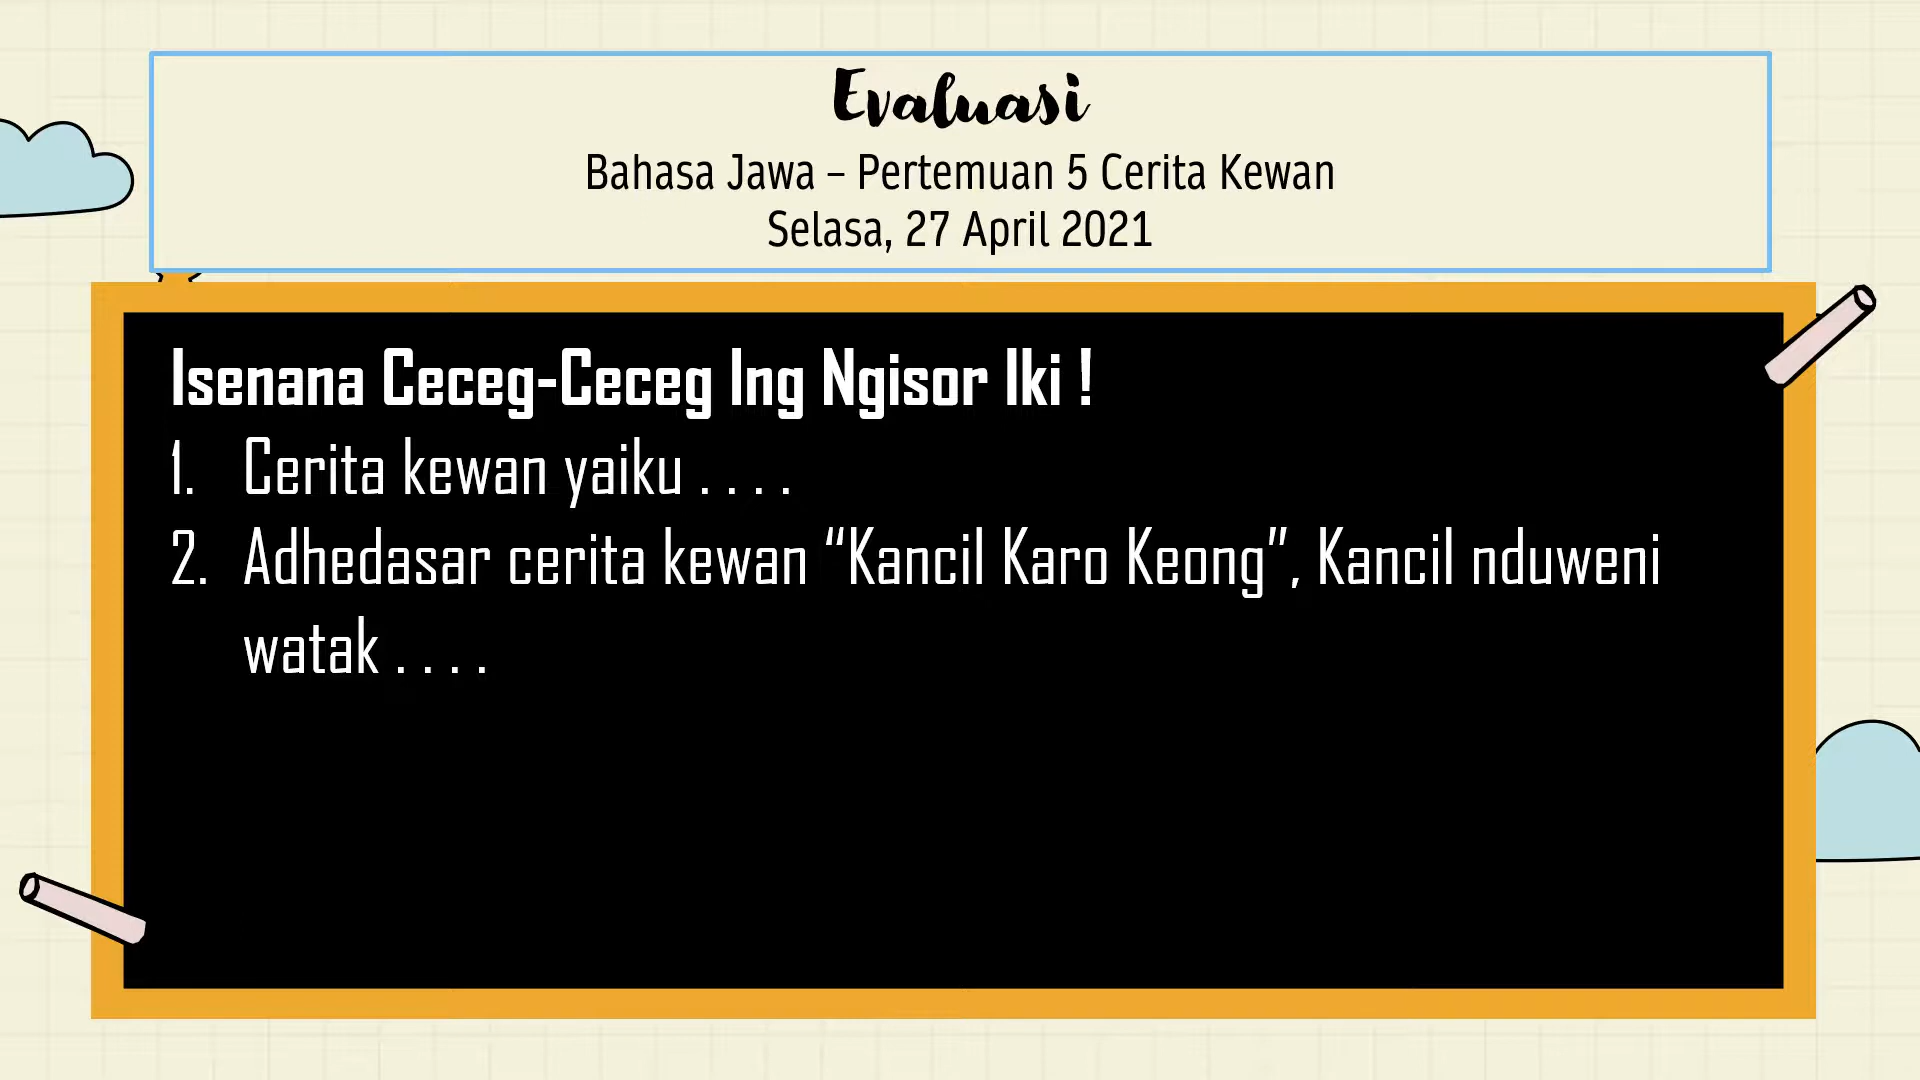 Evaluasi
Bahasa Jawa – Pertemuan 5 Cerita Kewan
Selasa, 27 April 2021
Isenana Ceceg-Ceceg Ing Ngisor Iki !
1. Cerita kewan yaiku . . . .
2. Adhedasar cerita kewan “Kancil Karo Keong”, Kancil nduweni
watak . . . .